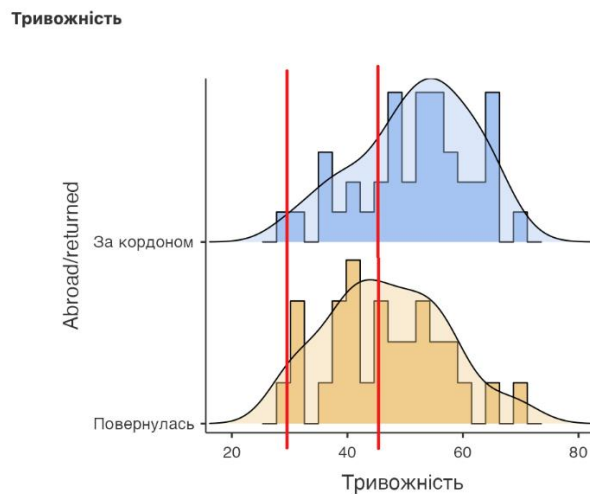 Тривожність
Abroad/returned
За кордоном
Повернулась
20 40 60 80
Тривожність